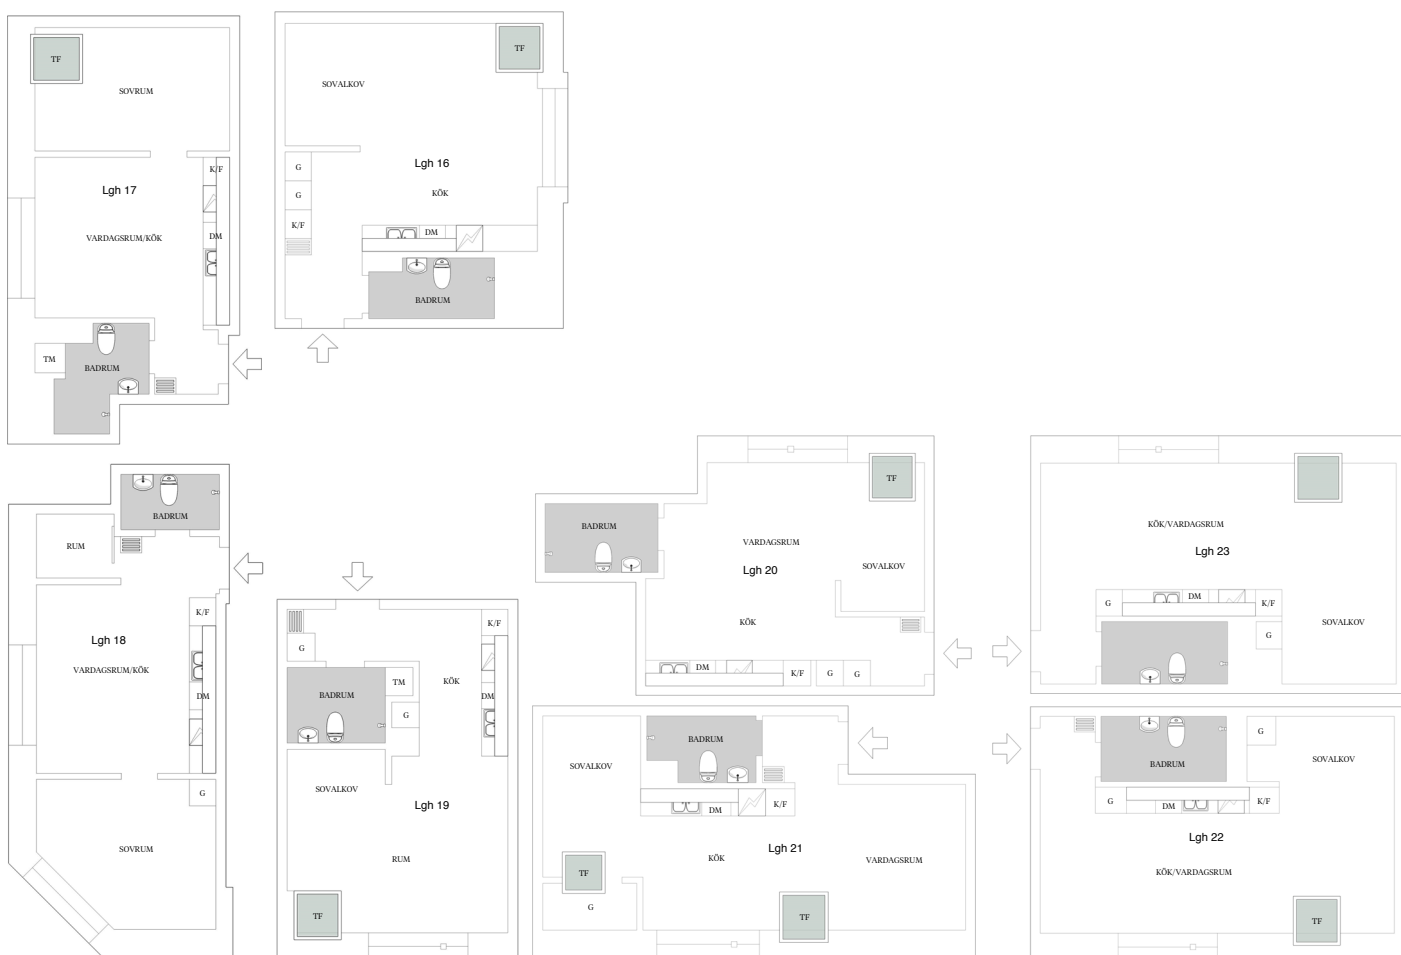 TF
SOVRUM
Lgh 17
K/F
VARDAGSRUM/KÖK
DM
TM
BADRUM
TF
SOVALKOV
G
Lgh 16
G
KÖK
K/F
DM
BADRUM
BADRUM
RUM
K/F
Lgh 18
VARDAGSRUM/KÖK
DM
G
SOVRUM
K/F
G
TM
KÖK
BADRUM
DM
G
SOVALKOV
Lgh 19
RUM
TF
TF
BADRUM
VARDAGSRUM
Lgh 20
SOVALKOV
KÖK
DM
K/F
G
G
BADRUM
SOVALKOV
K/F
DM
Lgh 21
KÖK
VARDAGSRUM
TF
G
TF
KÖK/VARDAGSRUM
Lgh 23
DM
G
K/F
SOVALKOV
G
G
SOVALKOV
BADRUM
G
DM
K/F
Lgh 22
KÖK/VARDAGSRUM
TF